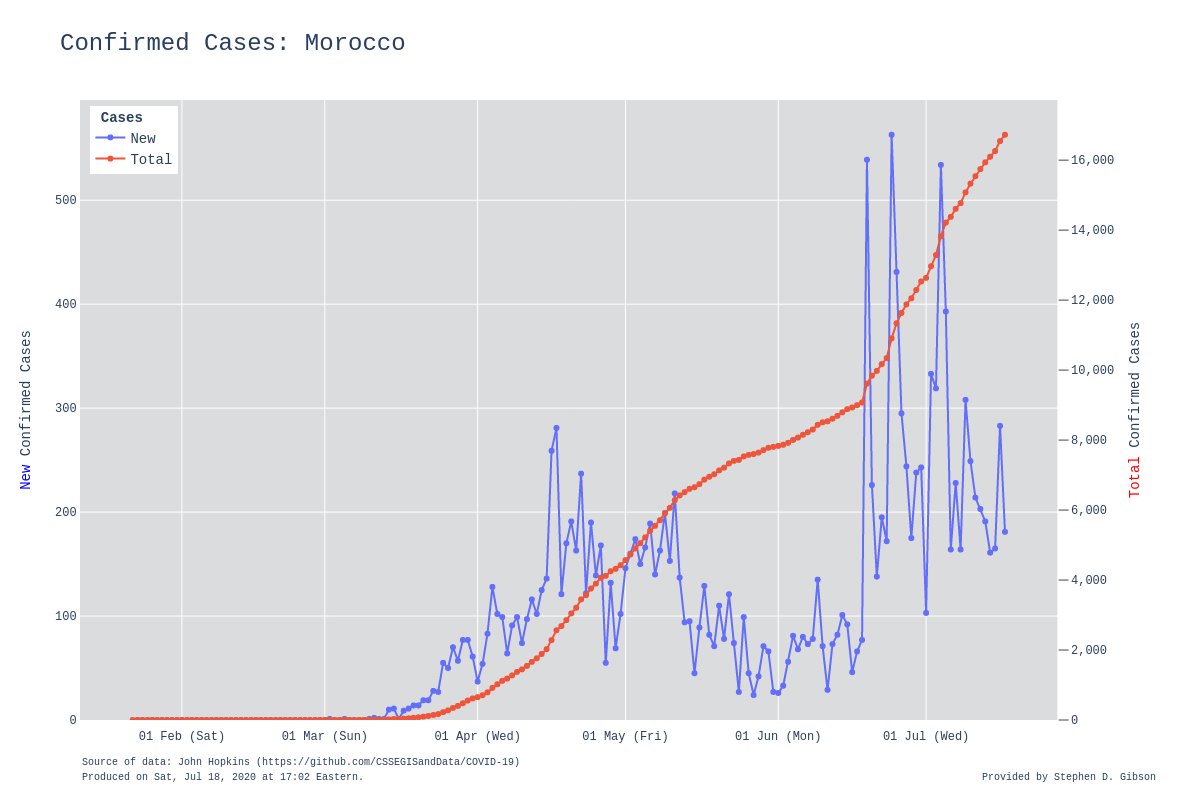 Confirmed Cases: Morocco
Cases
New
Total
500
400
300
200
100
0
16,000
14,000
12,000
10,000
8,000
6,000
4,000
2,000
0
New Confirmed Cases
Total Confirmed Cases
01 Feb (Sat)
01 Mar (Sun)
01 Apr (Wed)
01 May (Fri)
01 Jun (Mon)
01 Jul (Wed)
Source of data: John Hopkins (https://github.com/CSSEGISandData/COVID-19)
Produced on Sat, Jul 18, 2020 at 17:02 Eastern.
Provided by Stephen D. Gibson